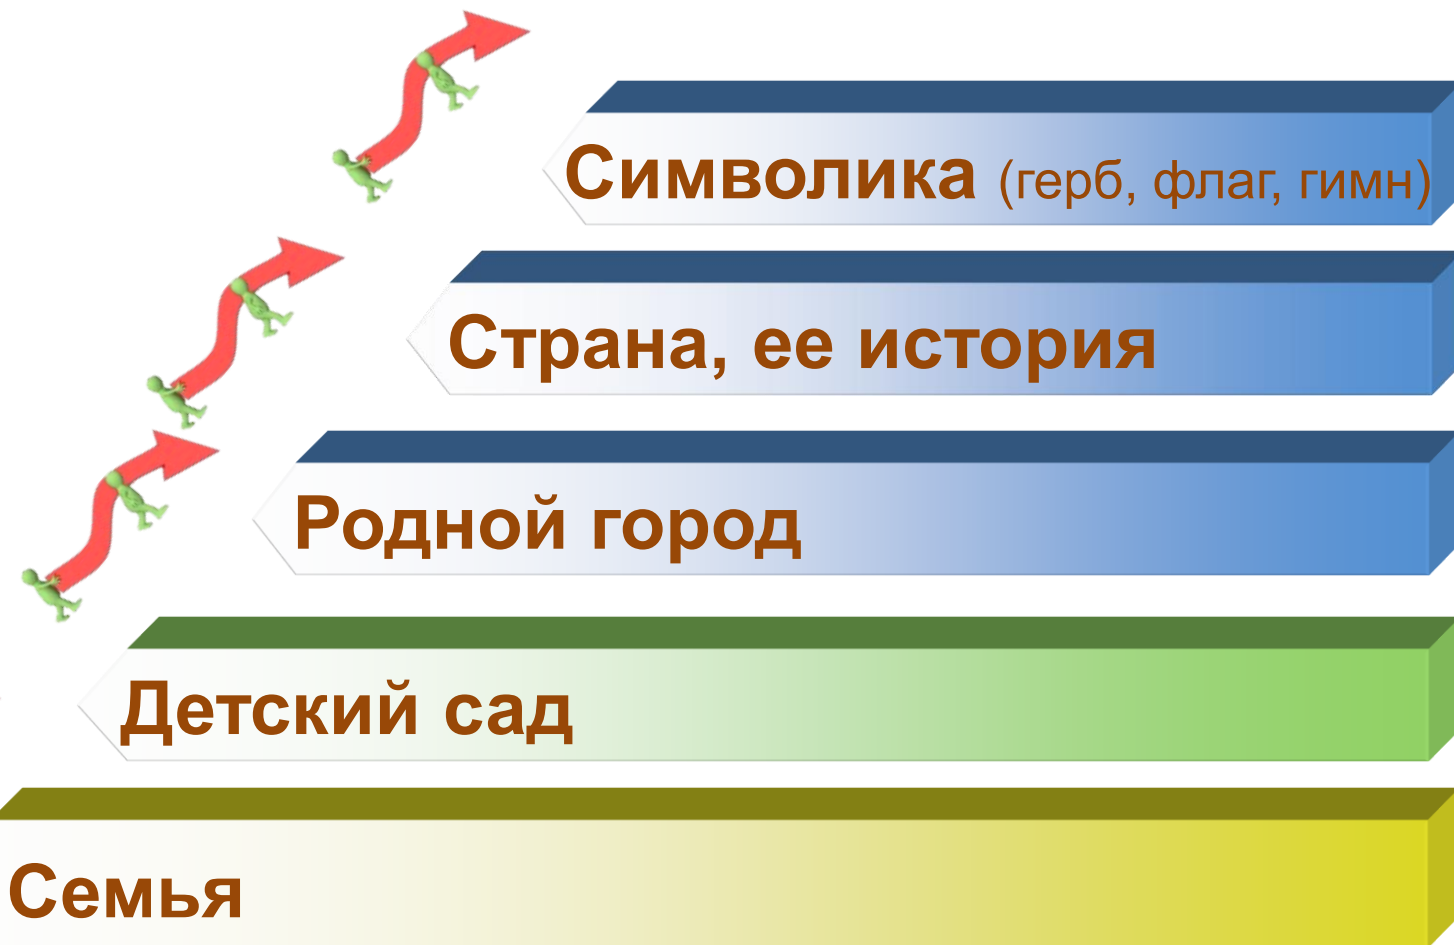 Символика (герб, флаг, гимн)
Страна, ее история
Родной город
Детский сад
Семья